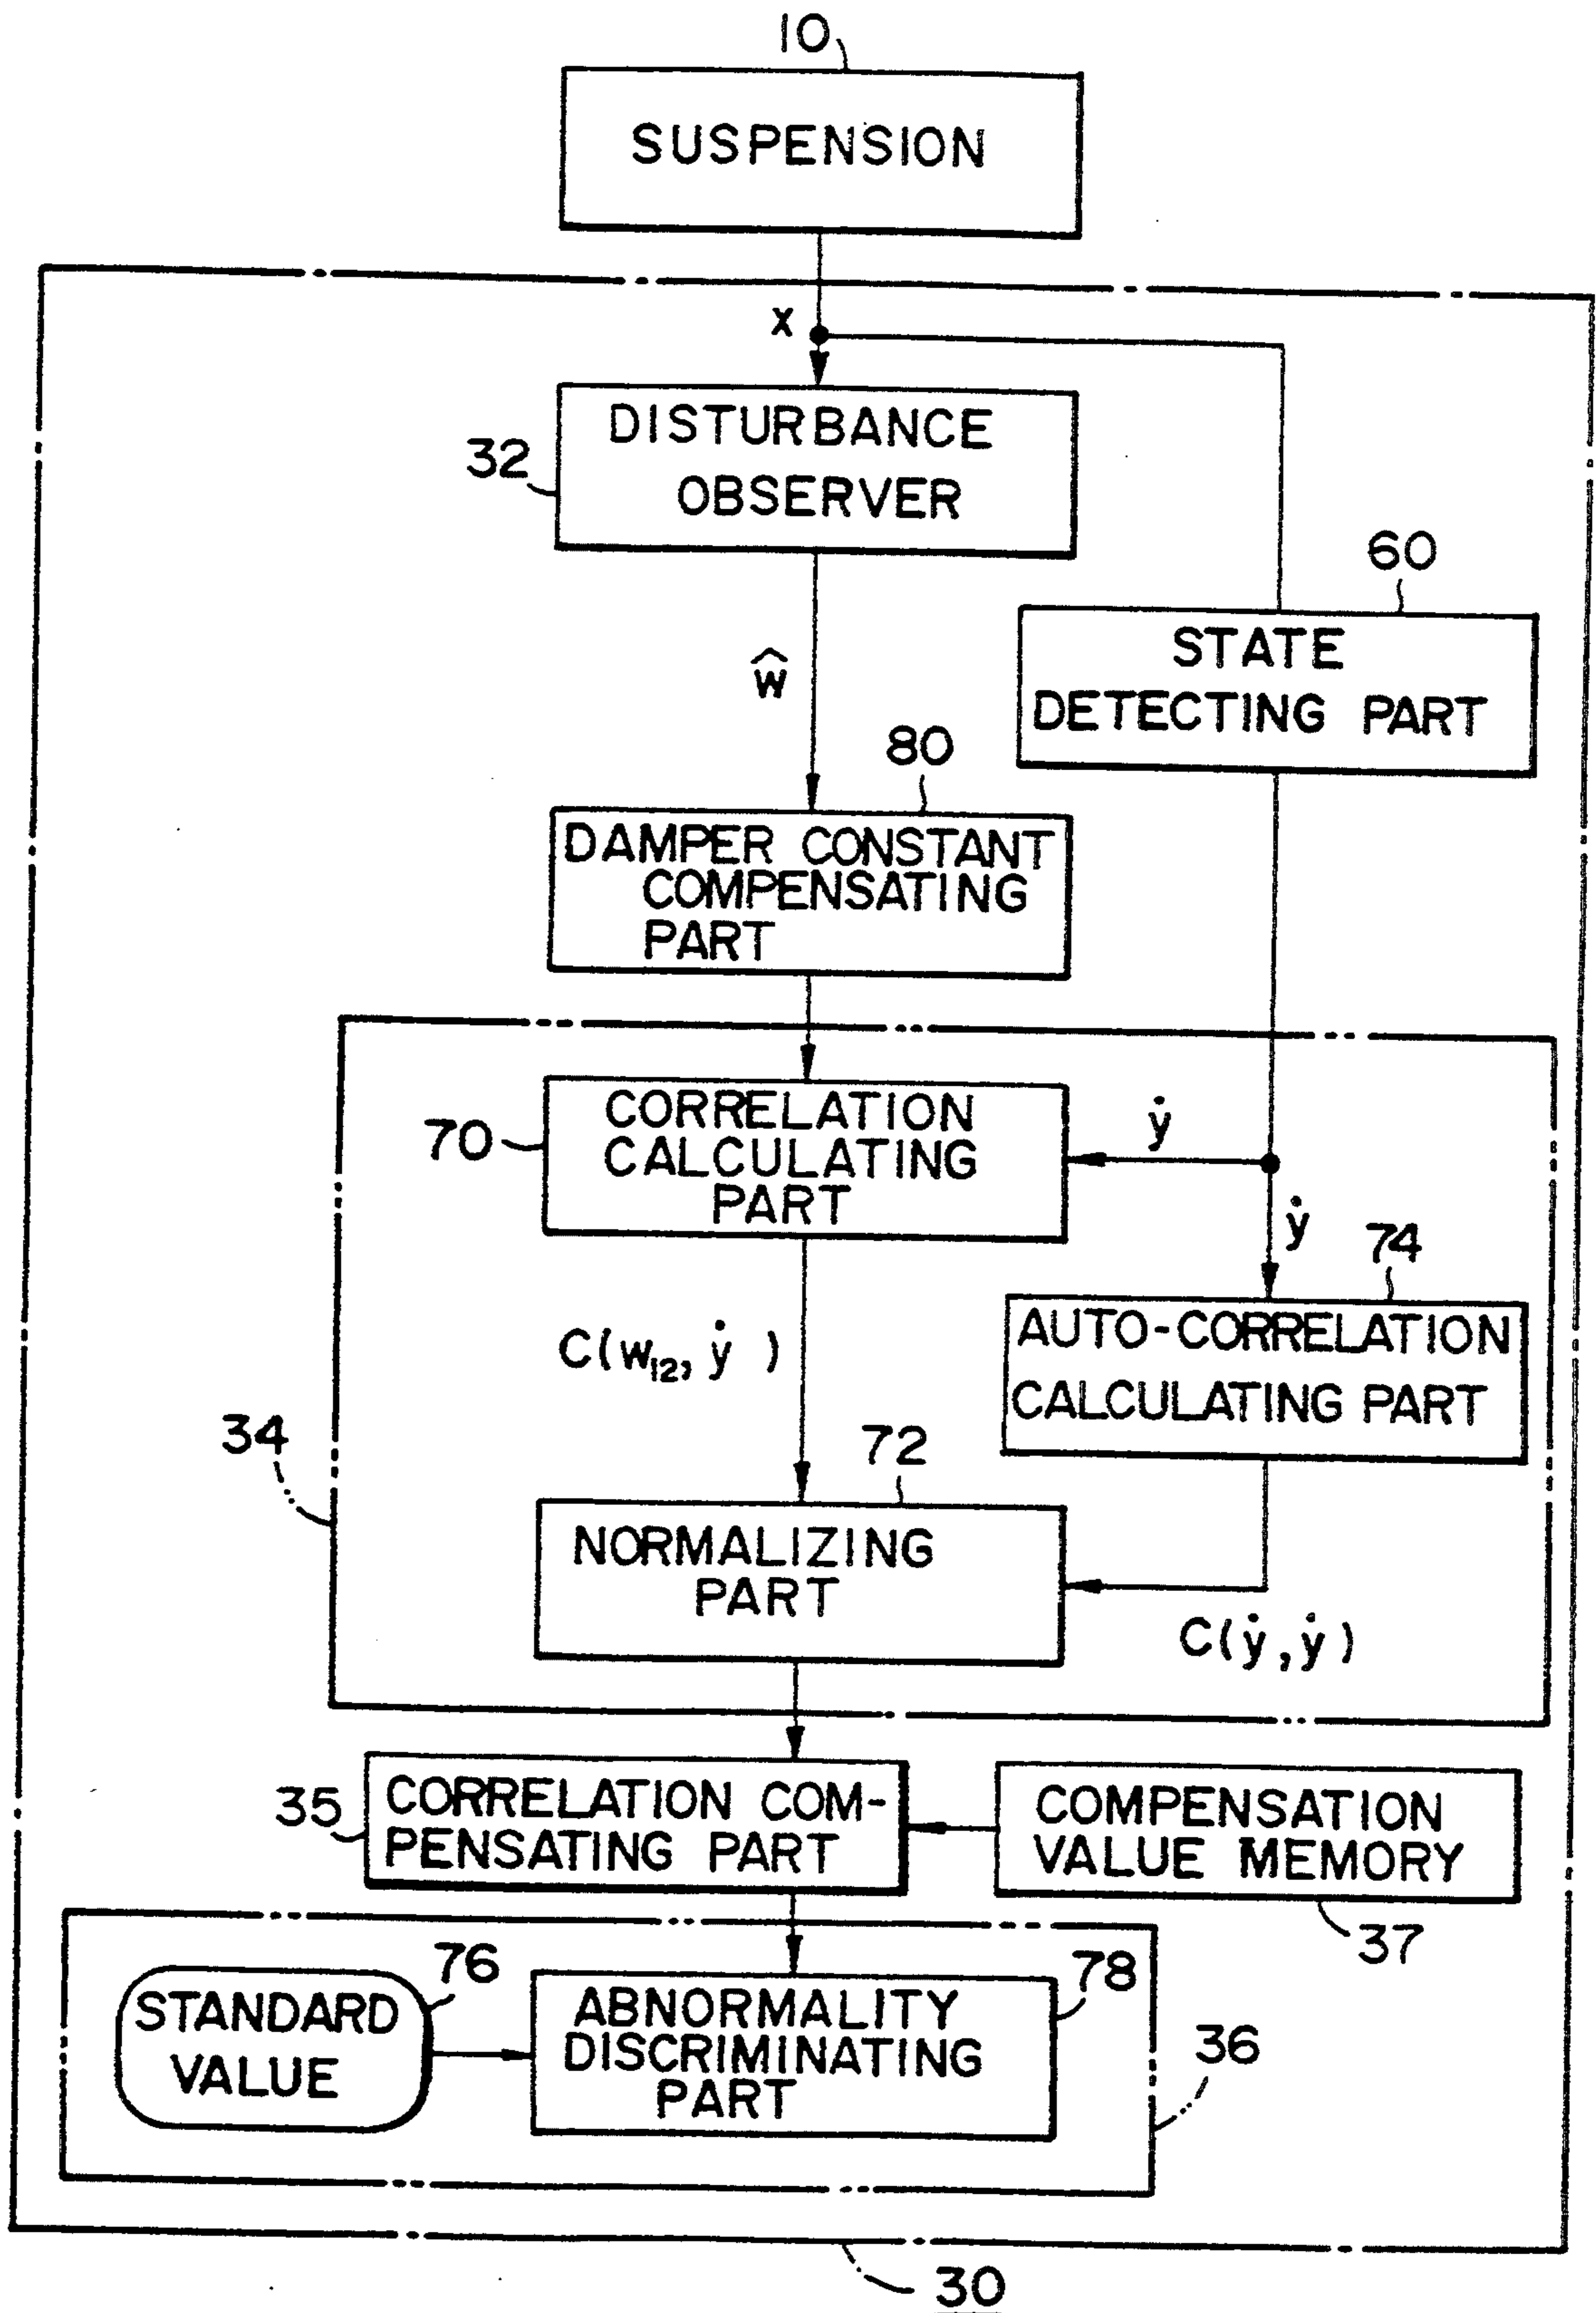 10
SUSPENSION
x
DISTURBANCE
OBSERVER
32
60
STATE
DETECTING PART
ŵ
80
DAMPER CONSTANT
COMPENSATING
PART
CORRELATION
CALCULATING
PART
70
ẏ
ẏ
74
AUTO-CORRELATION
CALCULATING PART
C(w₁₂, ẏ )
34
72
NORMALIZING
PART
C(ẏ,ẏ)
35
CORRELATION COM-
PENSATING PART
COMPENSATION
VALUE MEMORY
37
76
STANDARD
VALUE
78
ABNORMALITY
DISCRIMINATING
PART
36
30